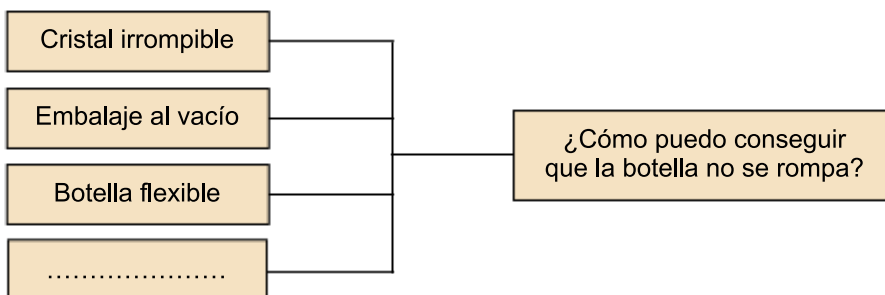 Cristal irrompible
Embalaje al vacío
Botella flexible
.....................
¿Cómo puedo conseguir
que la botella no se rompa?